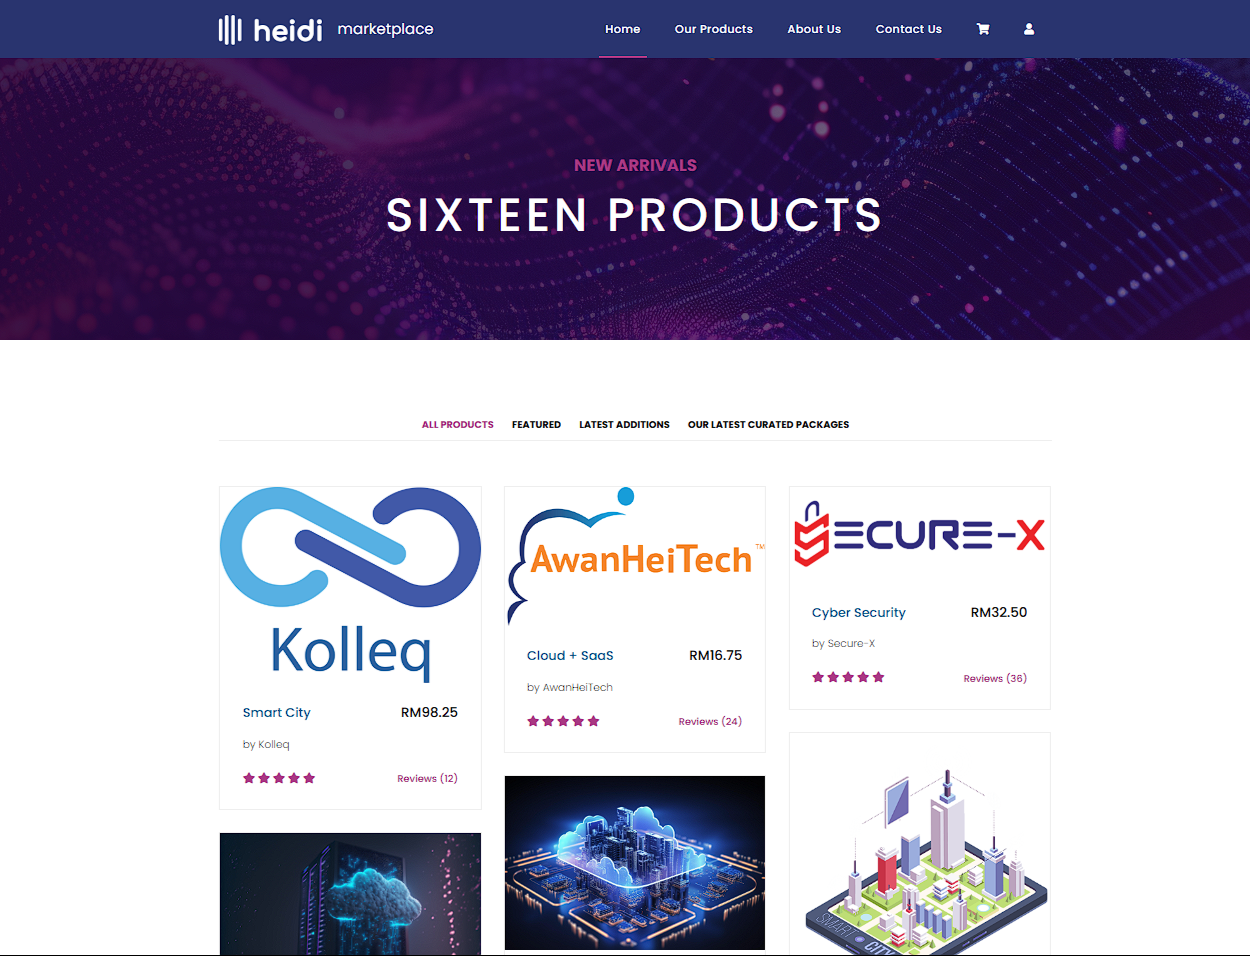 heidi marketplace
Home Our Products About Us Contact Us
NEW ARRIVALS
SIXTEEN PRODUCTS
ALL PRODUCTS FEATURED LATEST ADDITIONS OUR LATEST CURATED PACKAGES
Kolleq
Smart City RM98.25
by Kolleq
Reviews (12)
AwanHeiTech™
Cloud + SaaS RM16.75
by AwanHeiTech
Reviews (24)
SECURE-X
Cyber Security RM32.50
by Secure-X
Reviews (36)
SMART CITY